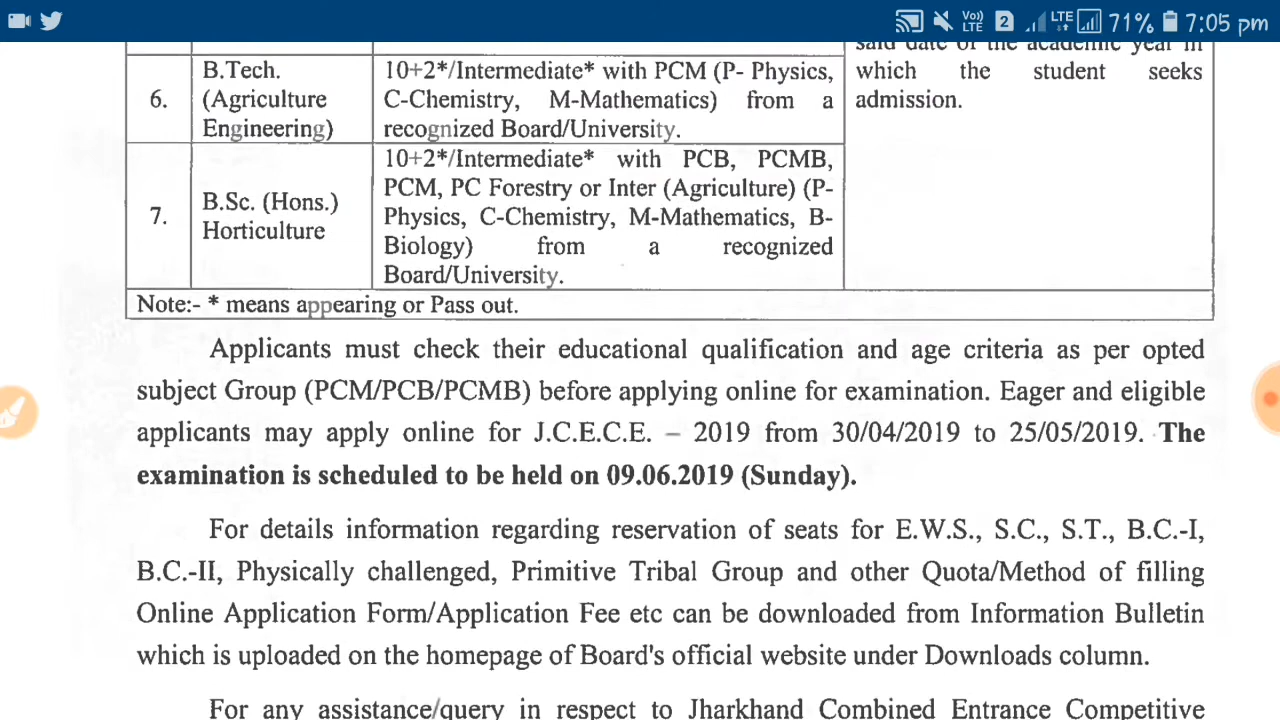 71% 7:05 pm
said date of the academic year in
which the student seeks
admission.
6.
B.Tech.
(Agriculture
Engineering)
10+2*/Intermediate* with PCM (P- Physics,
C-Chemistry, M-Mathematics) from a
recognized Board/University.
7.
B.Sc. (Hons.)
Horticulture
10+2*/Intermediate* with PCB, PCMB,
PCM, PC Forestry or Inter (Agriculture) (P-
Physics, C-Chemistry, M-Mathematics, B-
Biology) from a recognized
Board/University.
Note:- * means appearing or Pass out.
Applicants must check their educational qualification and age criteria as per opted
subject Group (PCM/PCB/PCMB) before applying online for examination. Eager and eligible
applicants may apply online for J.C.E.C.E. – 2019 from 30/04/2019 to 25/05/2019. The
examination is scheduled to be held on 09.06.2019 (Sunday).
For details information regarding reservation of seats for E.W.S., S.C., S.T., B.C.-I,
B.C.-II, Physically challenged, Primitive Tribal Group and other Quota/Method of filling
Online Application Form/Application Fee etc can be downloaded from Information Bulletin
which is uploaded on the homepage of Board's official website under Downloads column.
For any assistance/query in respect to Jharkhand Combined Entrance Competitive